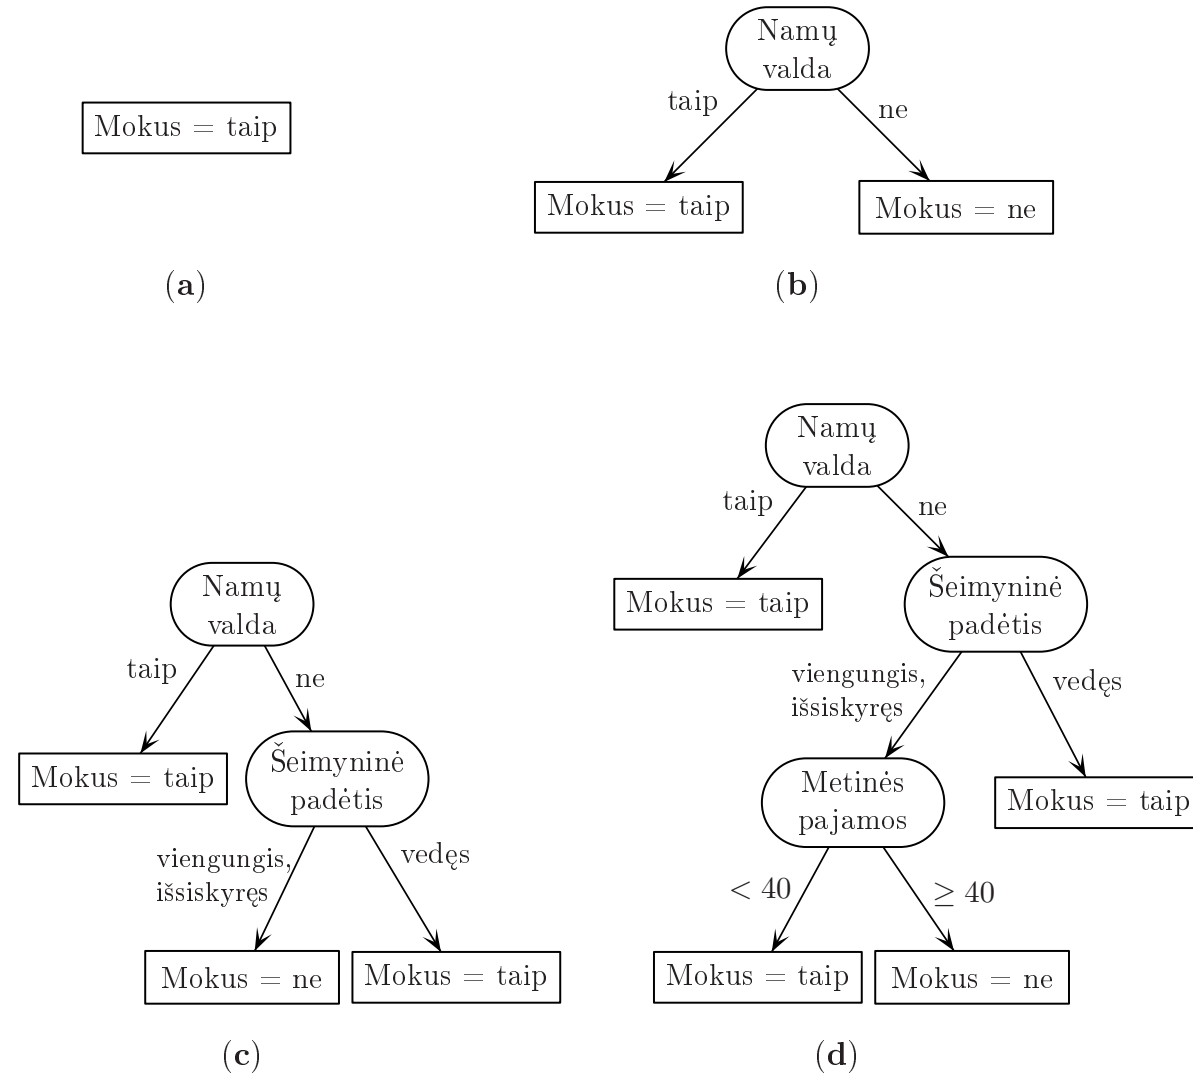 Mokus = taip
(a)
Namų
valda
taip
ne
Mokus = taip
Mokus = ne
(b)
Namų
valda
taip
ne
Mokus = taip
Šeimyninė
padėtis
viengungis,
išsiskyręs
vedęs
Mokus = ne
Mokus = taip
(c)
Namų
valda
taip
ne
Mokus = taip
Šeimyninė
padėtis
viengungis,
išsiskyręs
vedęs
Metinės
pajamos
Mokus = taip
< 40
≥ 40
Mokus = taip
Mokus = ne
(d)